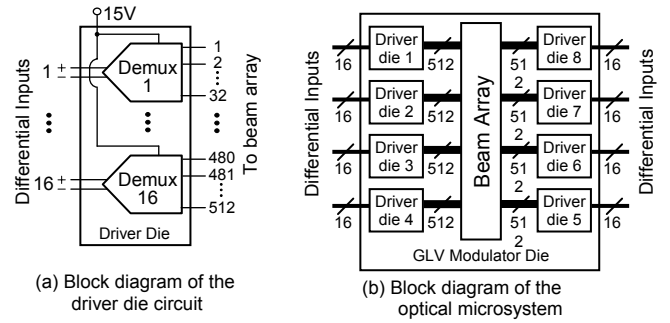 15V
Differential Inputs
1 + −
Demux
1
1
2
32
To beam array
16 + −
Demux
16
480
481
512
Driver Die
(a) Block diagram of the
driver die circuit
Differential Inputs
16
Driver
die 1
512
16
Driver
die 2
512
16
Driver
die 3
512
16
Driver
die 4
512
Beam Array
51
2
Driver
die 8
16
51
2
Driver
die 7
16
51
2
Driver
die 6
16
51
2
Driver
die 5
16
Differential Inputs
GLV Modulator Die
(b) Block diagram of the
optical microsystem